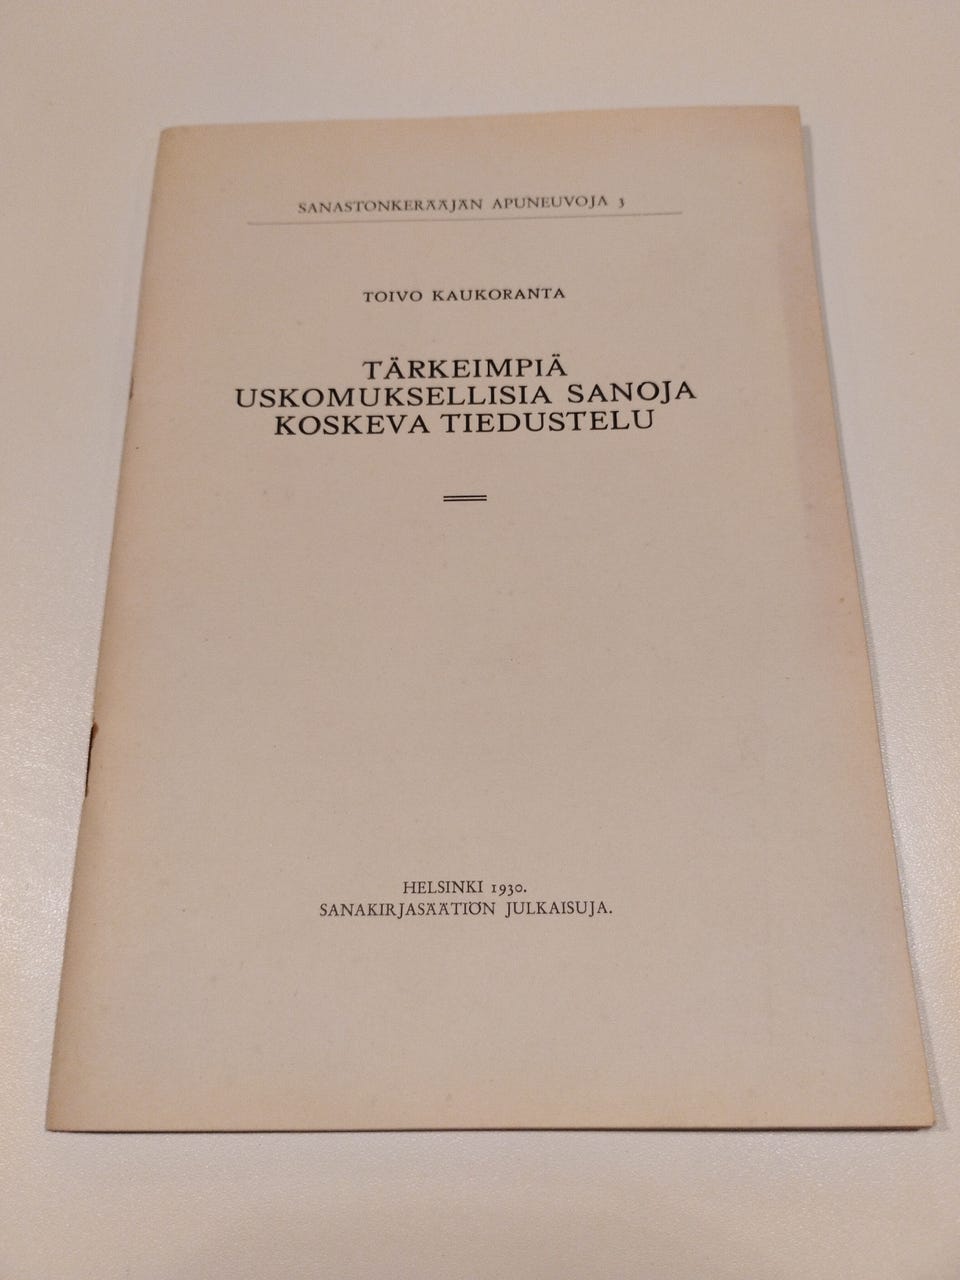 SANASTONKERÄÄJÄN APUNEUVOJA 3
TOIVO KAUKORANTA
TÄRKEIMPIÄ
USKOMUKSELLISIA SANOJA
KOSKEVA TIEDUSTELU
HELSINKI 1930.
SANAKIRJASÄÄTIÖN JULKAISUJA.